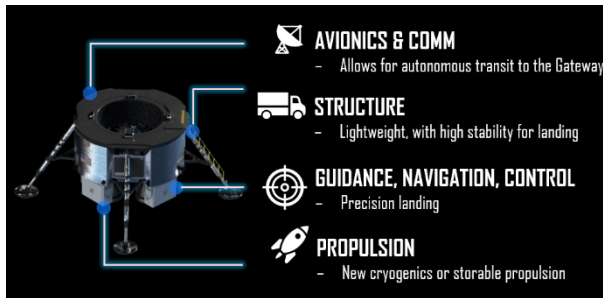 AVIONICS & COMM
– Allows for autonomous transit to the Gateway
STRUCTURE
– Lightweight, with high stability for landing
GUIDANCE, NAVIGATION, CONTROL
– Precision landing
PROPULSION
– New cryogenics or storable propulsion